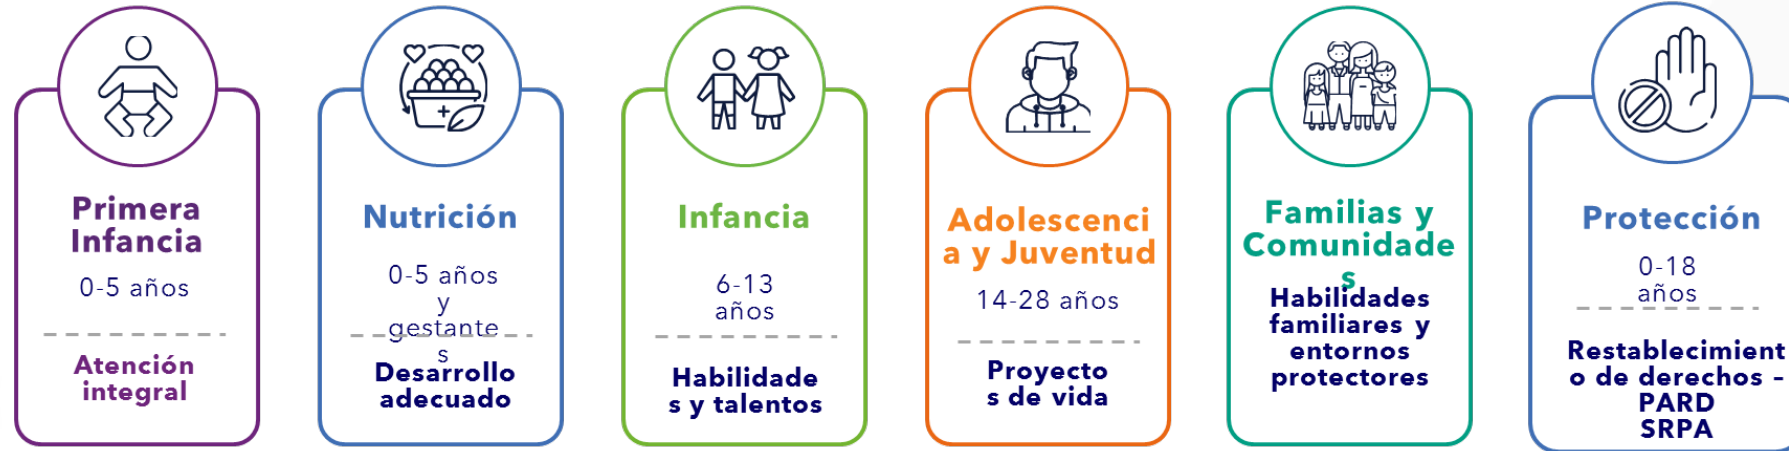 Primera
Infancia
0-5 años
Atención
integral
Nutrición
0-5 años
y
gestante
s
Desarrollo
adecuado
Infancia
6-13
años
Habilidade
s y talentos
Adolescenci
a y Juventud
14-28 años
Proyecto
s de vida
Familias y
Comunidade
s
Habilidades
familiares y
entornos
protectores
Protección
0-18
años
Restablecimient
o de derechos –
PARD
SRPA